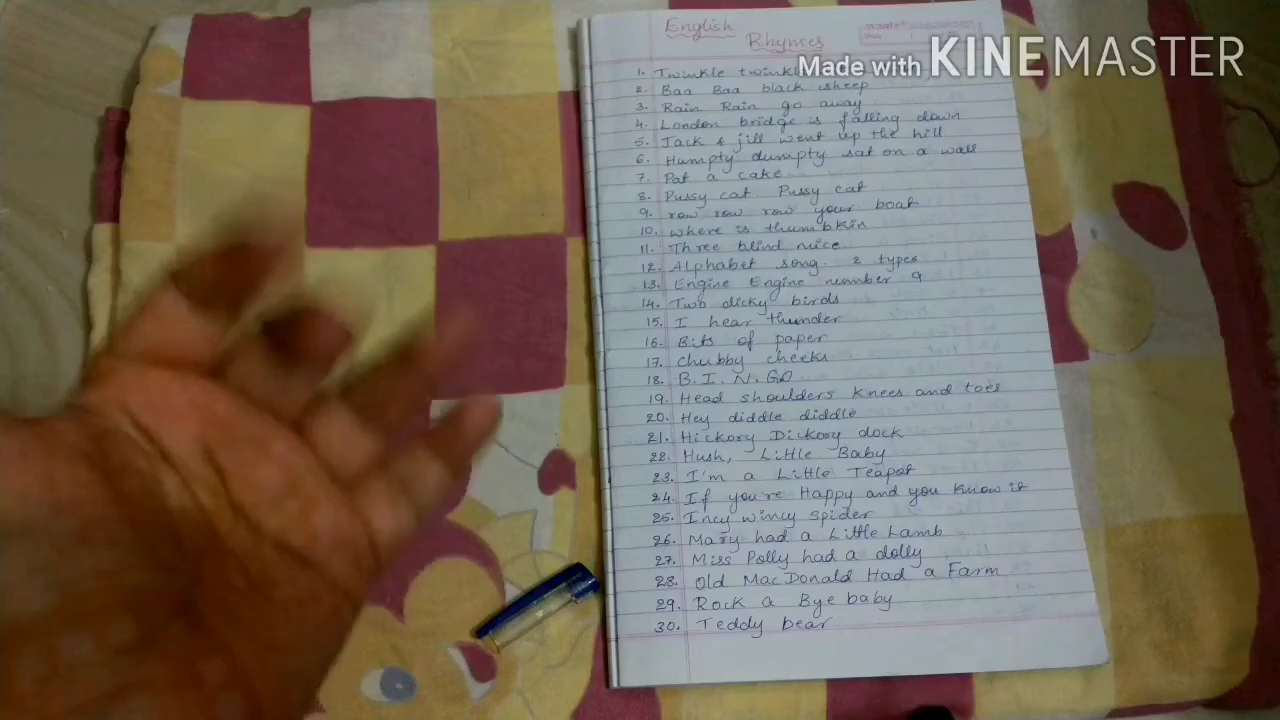 English
Rhymes
Made with KINEMASTER
1. Twinkle twinkle
2. Baa Baa black sheep
3. Rain Rain go away
4. London bridge is falling down
5. Jack & jill went up the hill
6. Humpty dumpty sat on a wall
7. Pat a cake
8. Pussy cat Pussy cat
9. row row row your boat
10. where is thumbkin
11. Three blind mice
12. Alphabet song. 2 types
13. Engine Engine number 9
14. Two dicky birds
15. I hear thunder
16. Bits of paper
17. Chubby cheeks
18. B.I.N.GO
19. Head shoulders knees and toes
20. Hey diddle diddle
21. Hickory Dickory dock
22. Hush, Little Baby
23. I'm a Little Teapot
24. If you're Happy and you know it
25. Incy wincy spider
26. Mary had a Little Lamb
27. Miss Polly had a dolly
28. Old MacDonald Had a Farm
29. Rock a Bye baby
30. Teddy bear